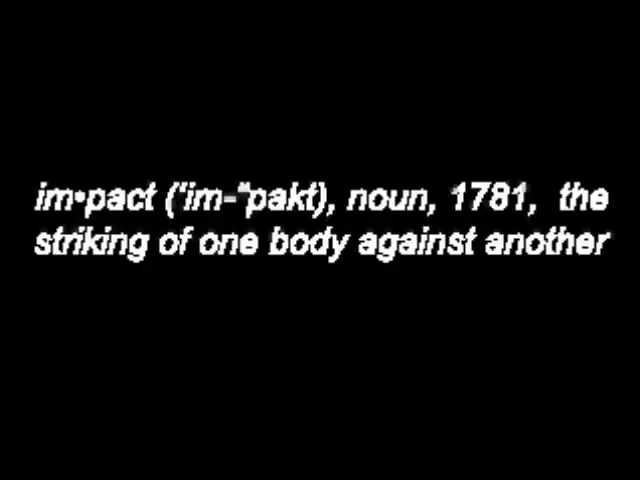 im•pact ('im-"pakt), noun, 1781, the
striking of one body against another